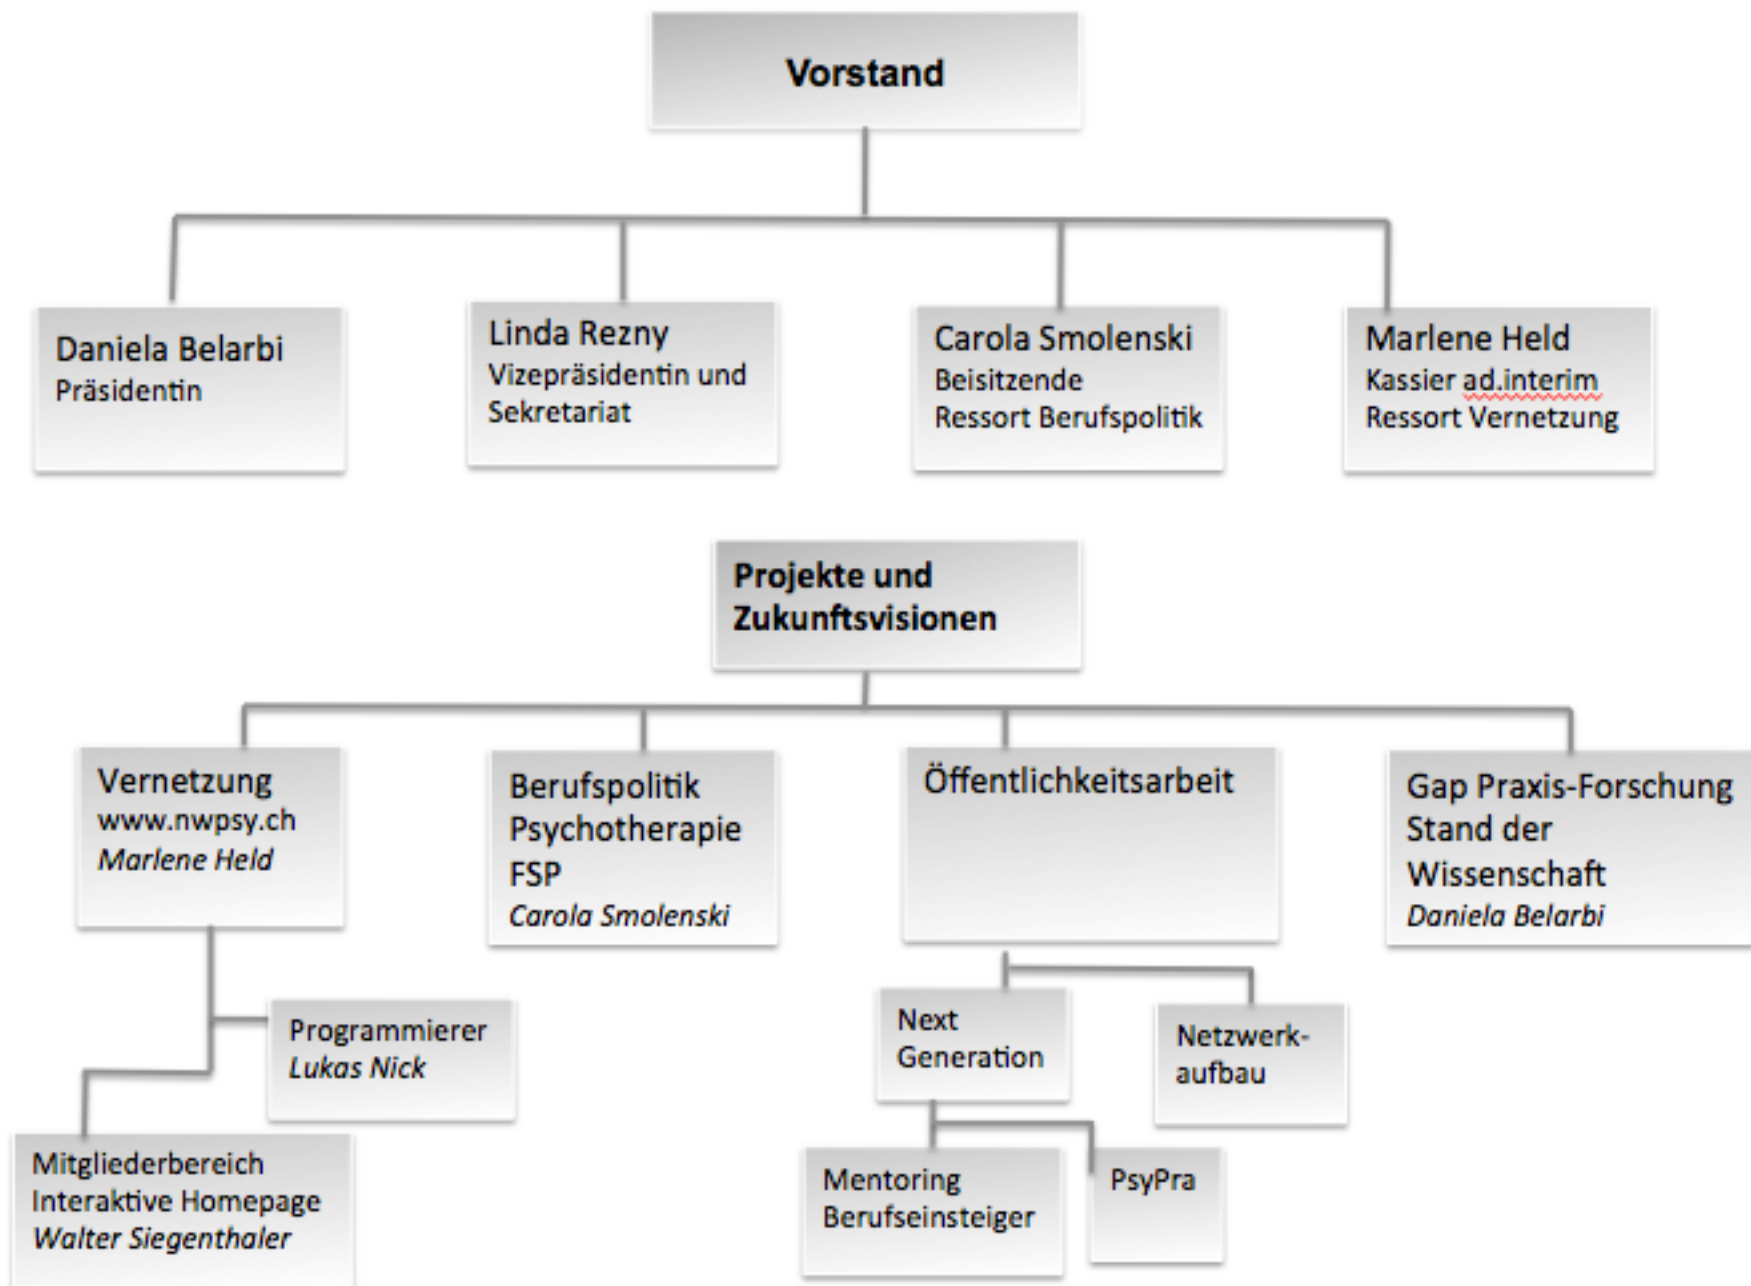 Vorstand
Daniela Belarbi
Präsidentin
Linda Rezny
Vizepräsidentin und
Sekretariat
Carola Smolenski
Beisitzende
Ressort Berufspolitik
Marlene Held
Kassier ad.interim
Ressort Vernetzung
Projekte und
Zukunftsvisionen
Vernetzung
www.nwpsy.ch
Marlene Held
Berufspolitik
Psychotherapie
FSP
Carola Smolenski
Öffentlichkeitsarbeit
Gap Praxis-Forschung
Stand der
Wissenschaft
Daniela Belarbi
Programmierer
Lukas Nick
Mitgliederbereich
Interaktive Homepage
Walter Siegenthaler
Next
Generation
Netzwerk-
aufbau
Mentoring
Berufseinsteiger
PsyPra